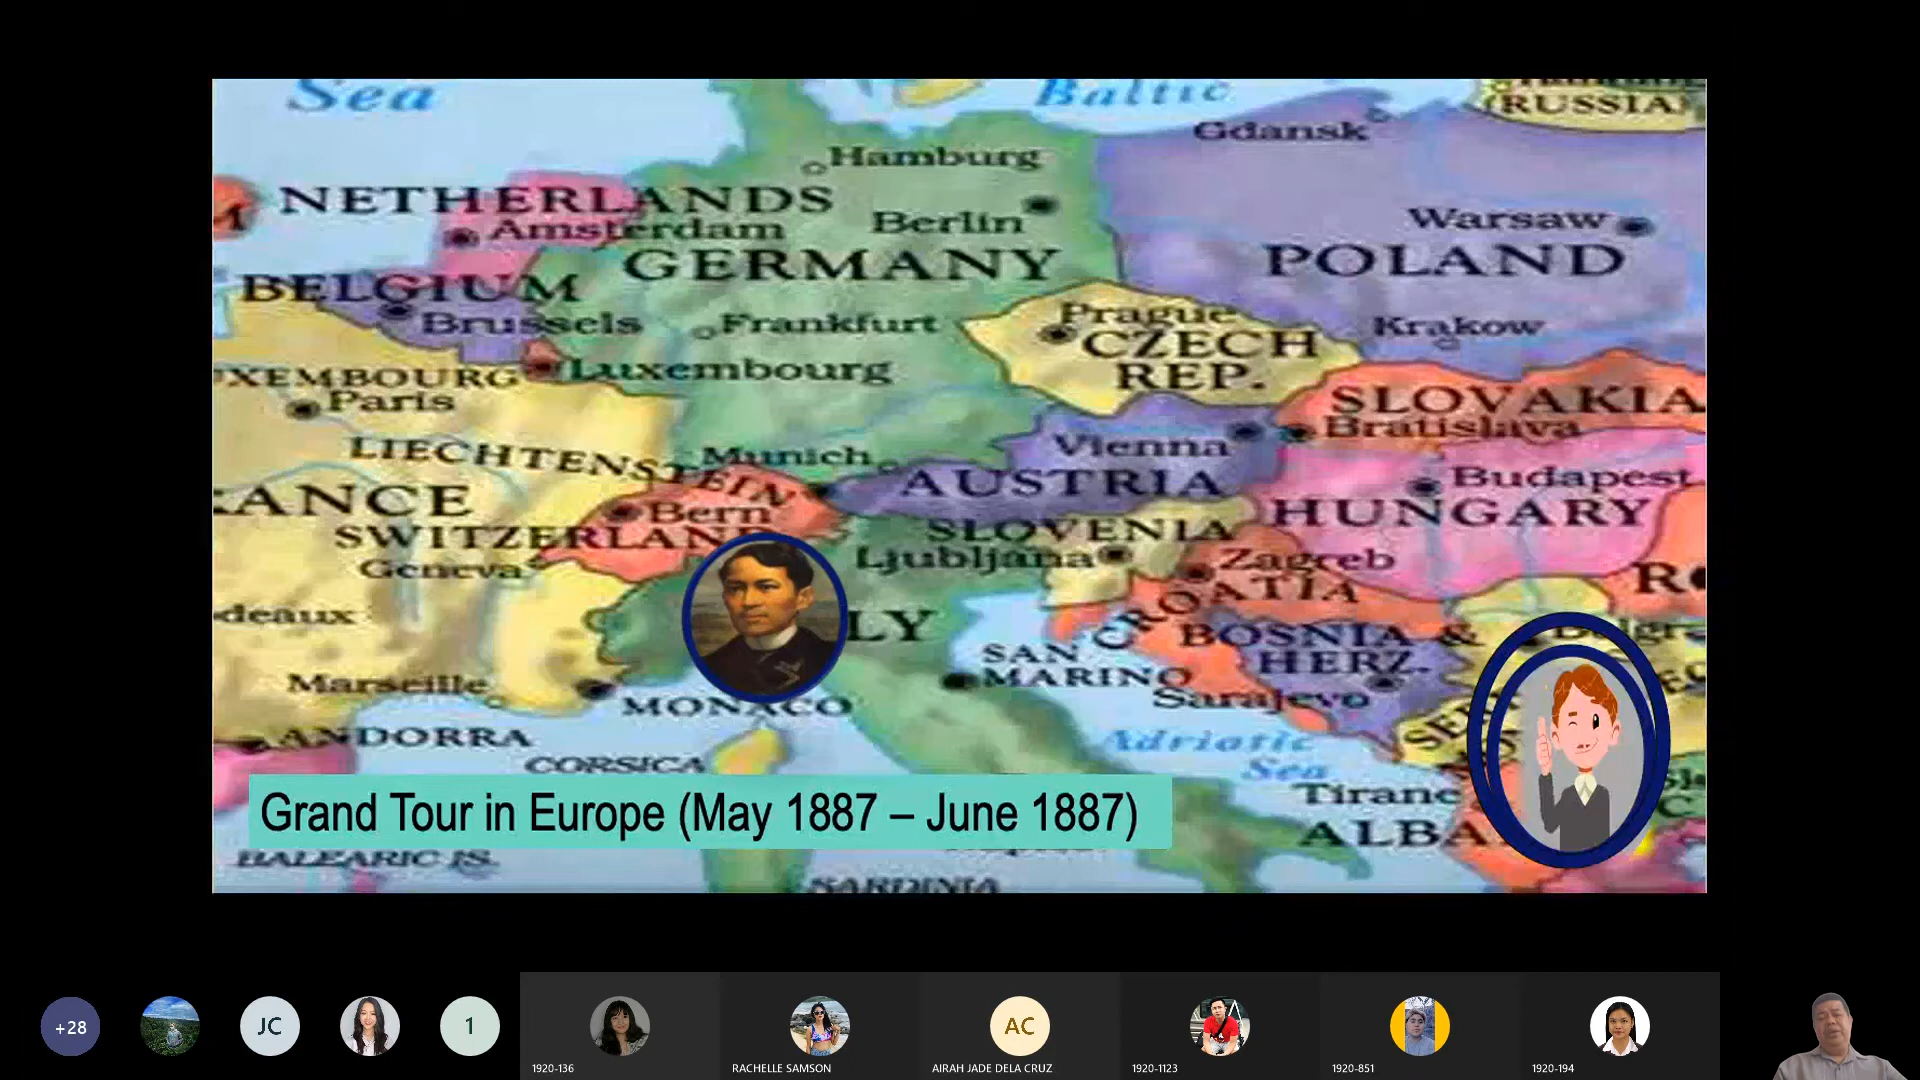 Sea
Baltic
(RUSSIA)
Gdansk
Hamburg
NETHERLANDS
Amsterdam
Berlin
Warsaw
GERMANY
POLAND
BELGIUM
Brussels
Frankfurt
Prague
CZECH
REP.
Krakow
Luxembourg
UXEMBOURG
Paris
SLOVAKIA
Bratislava
LIECHTENSTEIN
Munich
Vienna
AUSTRIA
Budapest
HUNGARY
RANCE
Bern
SWITZERLAND
SLOVENIA
Ljubljana
Zagreb
CROATIA
Geneva
deaux
LY
BOSNIA &
HERZ.
Belgr
SAN
MARINO
Sarajevo
Marseille
MONACO
ANDORRA
CORSICA
Adriatic
Sea
Tirane
ALBA
Grand Tour in Europe (May 1887 – June 1887)
BALEARIC IS.
SARDINIA
+28
JC
1
AC
1920-136
RACHELLE SAMSON
AIRAH JADE DELA CRUZ
1920-1123
1920-851
1920-194